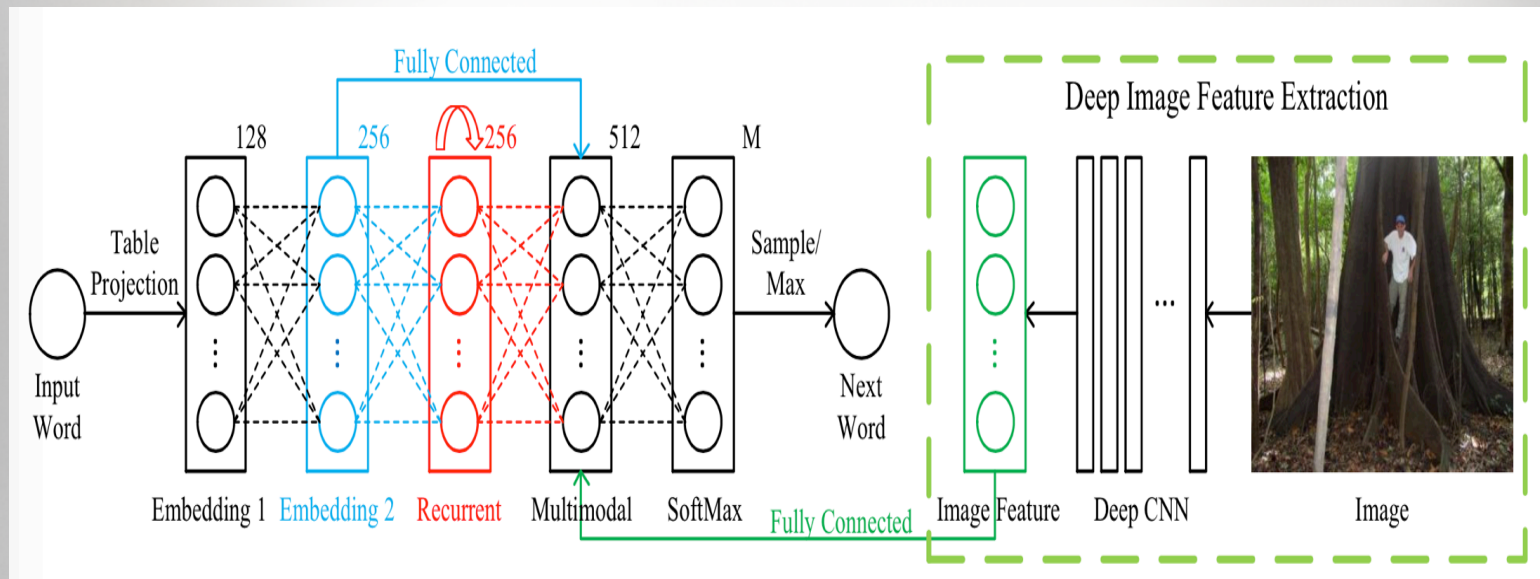 Fully Connected
Deep Image Feature Extraction
128
256
256
512
M
Table
Projection
Sample/
Max
...
Input
Word
Next
Word
Embedding 1
Embedding 2
Recurrent
Multimodal
SoftMax
Fully Connected
Image Feature
Deep CNN
Image